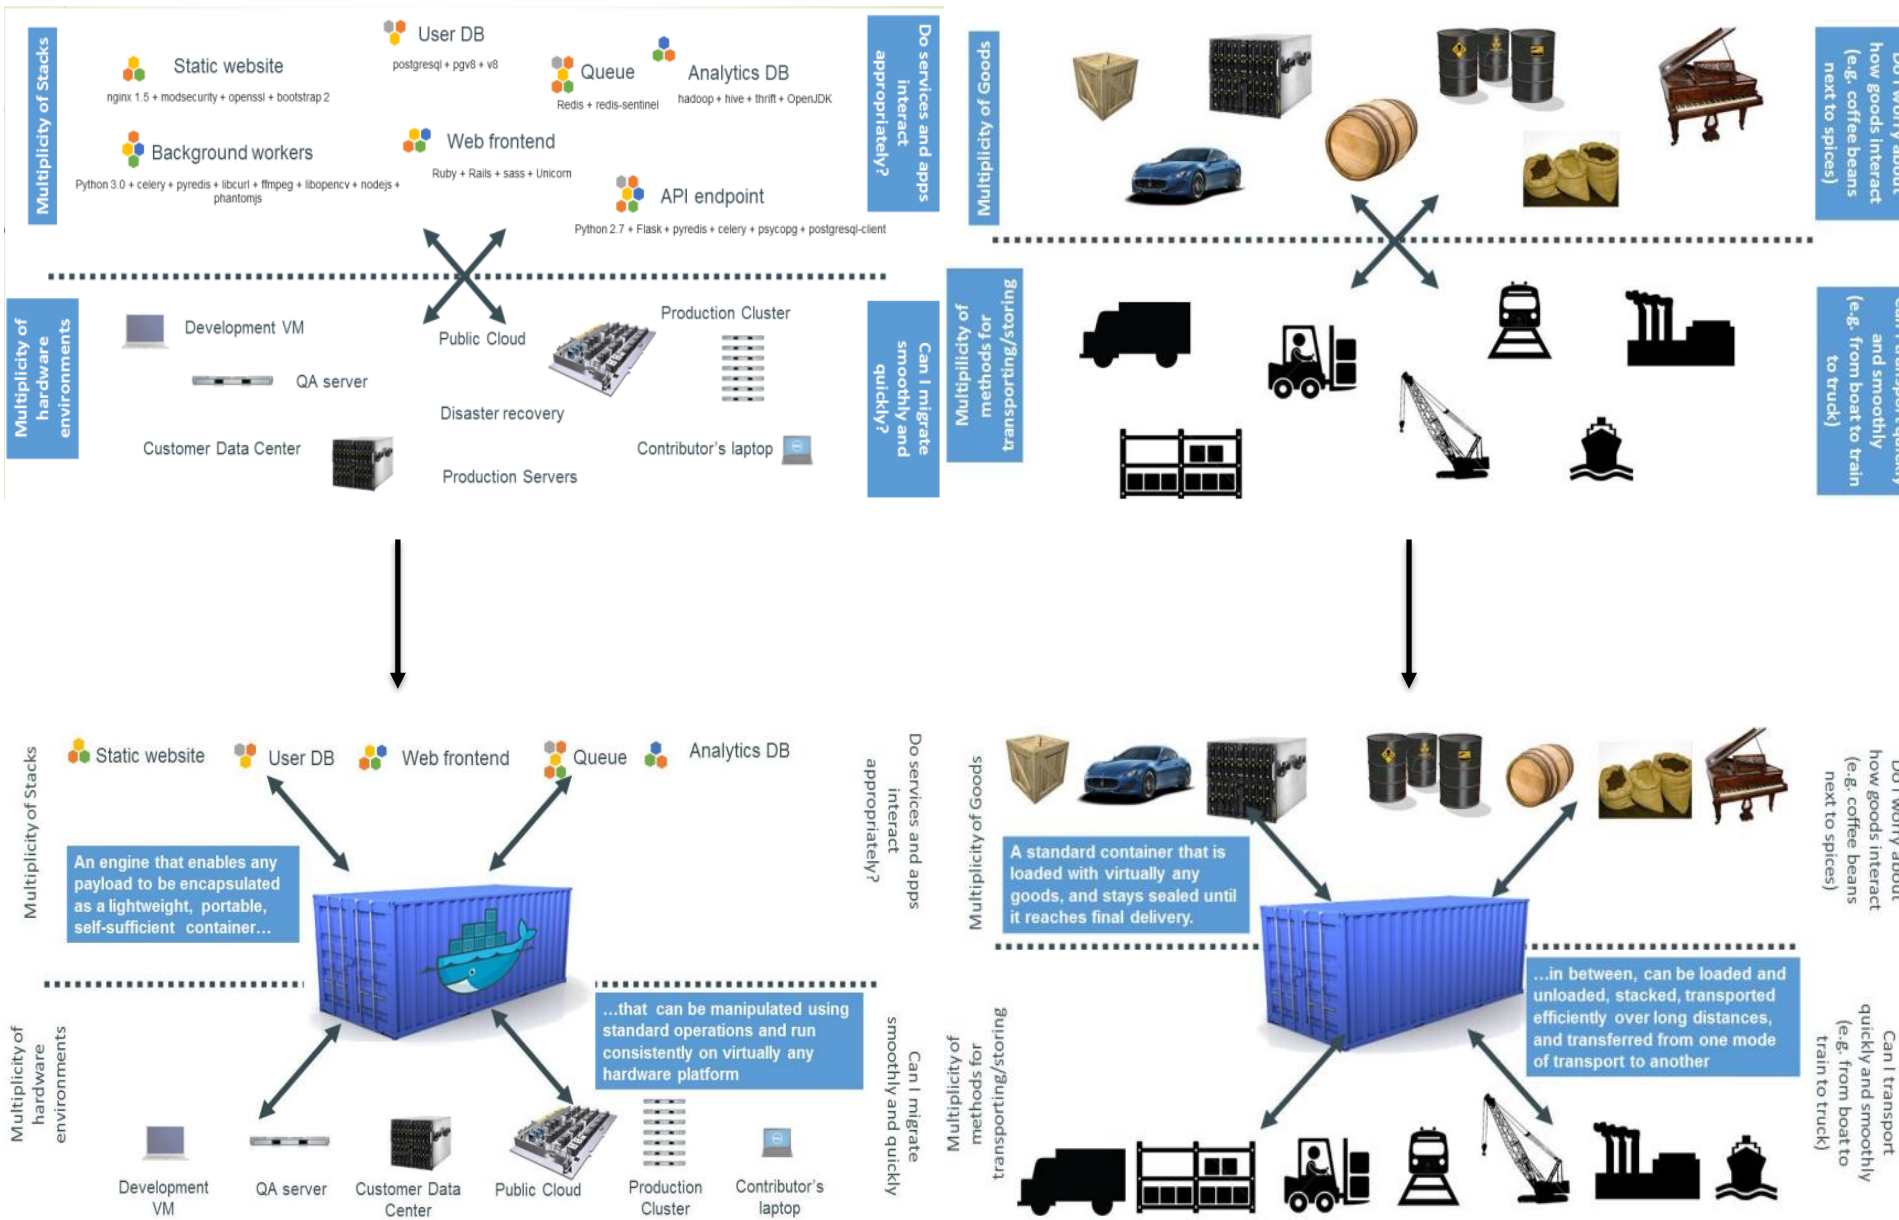 Multiplicity of Stacks
Static website
nginx 1.5 + modsecurity + openssl + bootstrap 2
User DB
postgresql + pgv8 + v8
Queue
Redis + redis-sentinel
Analytics DB
hadoop + hive + thrift + OpenJDK
Background workers
Python 3.0 + celery + pyredis + libcurl + ffmpeg + libopencv + nodejs +
phantomjs
Web frontend
Ruby + Rails + sass + Unicorn
API endpoint
Python 2.7 + Flask + pyredis + celery + psycopg + postgresql-client
Do services and apps
interact
appropriately?
Multiplicity of
hardware
environments
Development VM
QA server
Customer Data Center
Public Cloud
Disaster recovery
Production Servers
Production Cluster
Contributor's laptop
Can I migrate
smoothly and
quickly?
Multiplicity of Goods
Do I worry about
how goods interact
(e.g. coffee beans
next to spices)
Multiplicity of
methods for
transporting/storing
Can I transport quickly
and smoothly
(e.g. from boat to train
to truck)
Multiplicity of Stacks
Static website
User DB
Web frontend
Queue
Analytics DB
Do services and apps
interact
appropriately?
An engine that enables any
payload to be encapsulated
as a lightweight, portable,
self-sufficient container…
…that can be manipulated using
standard operations and run
consistently on virtually any
hardware platform
Multiplicity of
hardware
environments
Development
VM
QA server
Customer Data
Center
Public Cloud
Production
Cluster
Contributor's
laptop
Can I migrate
smoothly and quickly
Multiplicity of Goods
A standard container that is
loaded with virtually any
goods, and stays sealed until
it reaches final delivery.
Do I worry about
how goods interact
(e.g. coffee beans
next to spices)
…in between, can be loaded and
unloaded, stacked, transported
efficiently over long distances,
and transferred from one mode
of transport to another
Multiplicity of
methods for
transporting/storing
Can I transport
quickly and smoothly
(e.g. from boat to
train to truck)